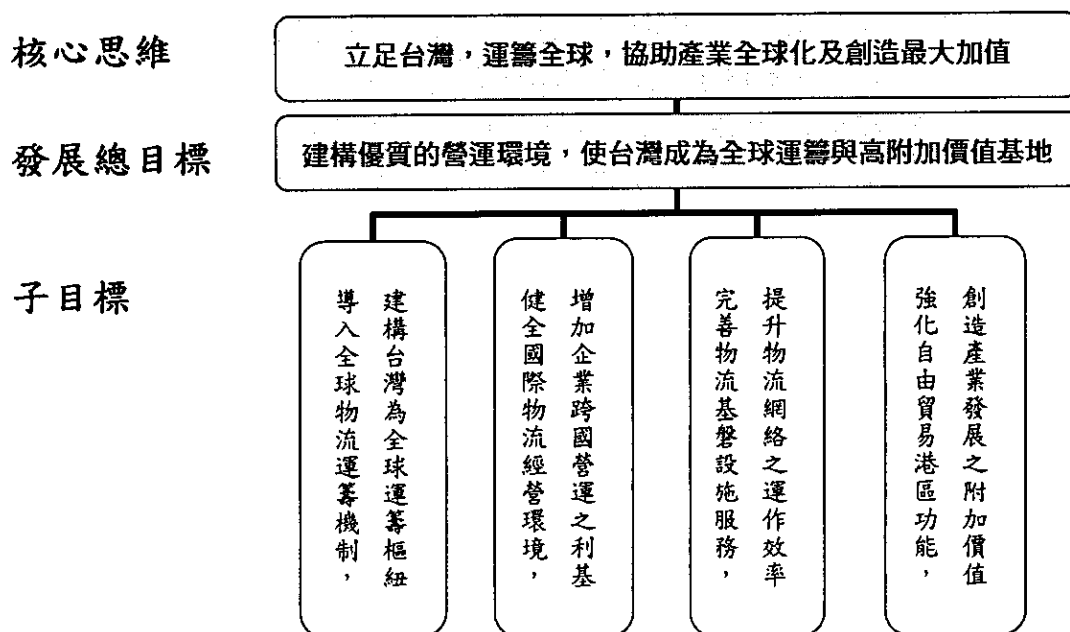 核心思維
立足台灣，運籌全球，協助產業全球化及創造最大加值
發展總目標
建構優質的營運環境，使台灣成為全球運籌與高附加價值基地
子目標
導入全球物流運籌機制，
建構台灣為全球運籌樞紐
健全國際物流經營環境，
增加企業跨國營運之利基
完善物流基磐設施服務，
提升物流網絡之運作效率
強化自由貿易港區功能，
創造產業發展之附加價值